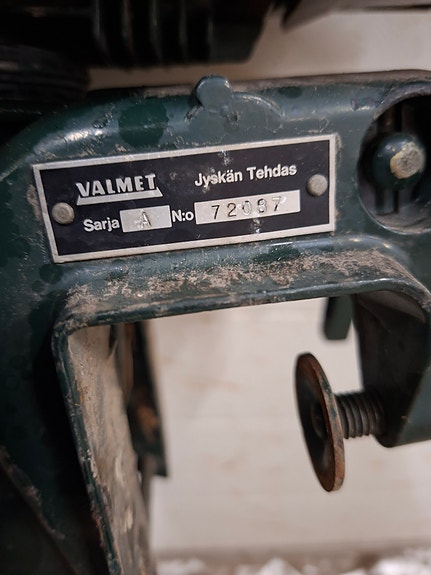 VALMET Jyskän Tehdas
Sarja A N:o 72087